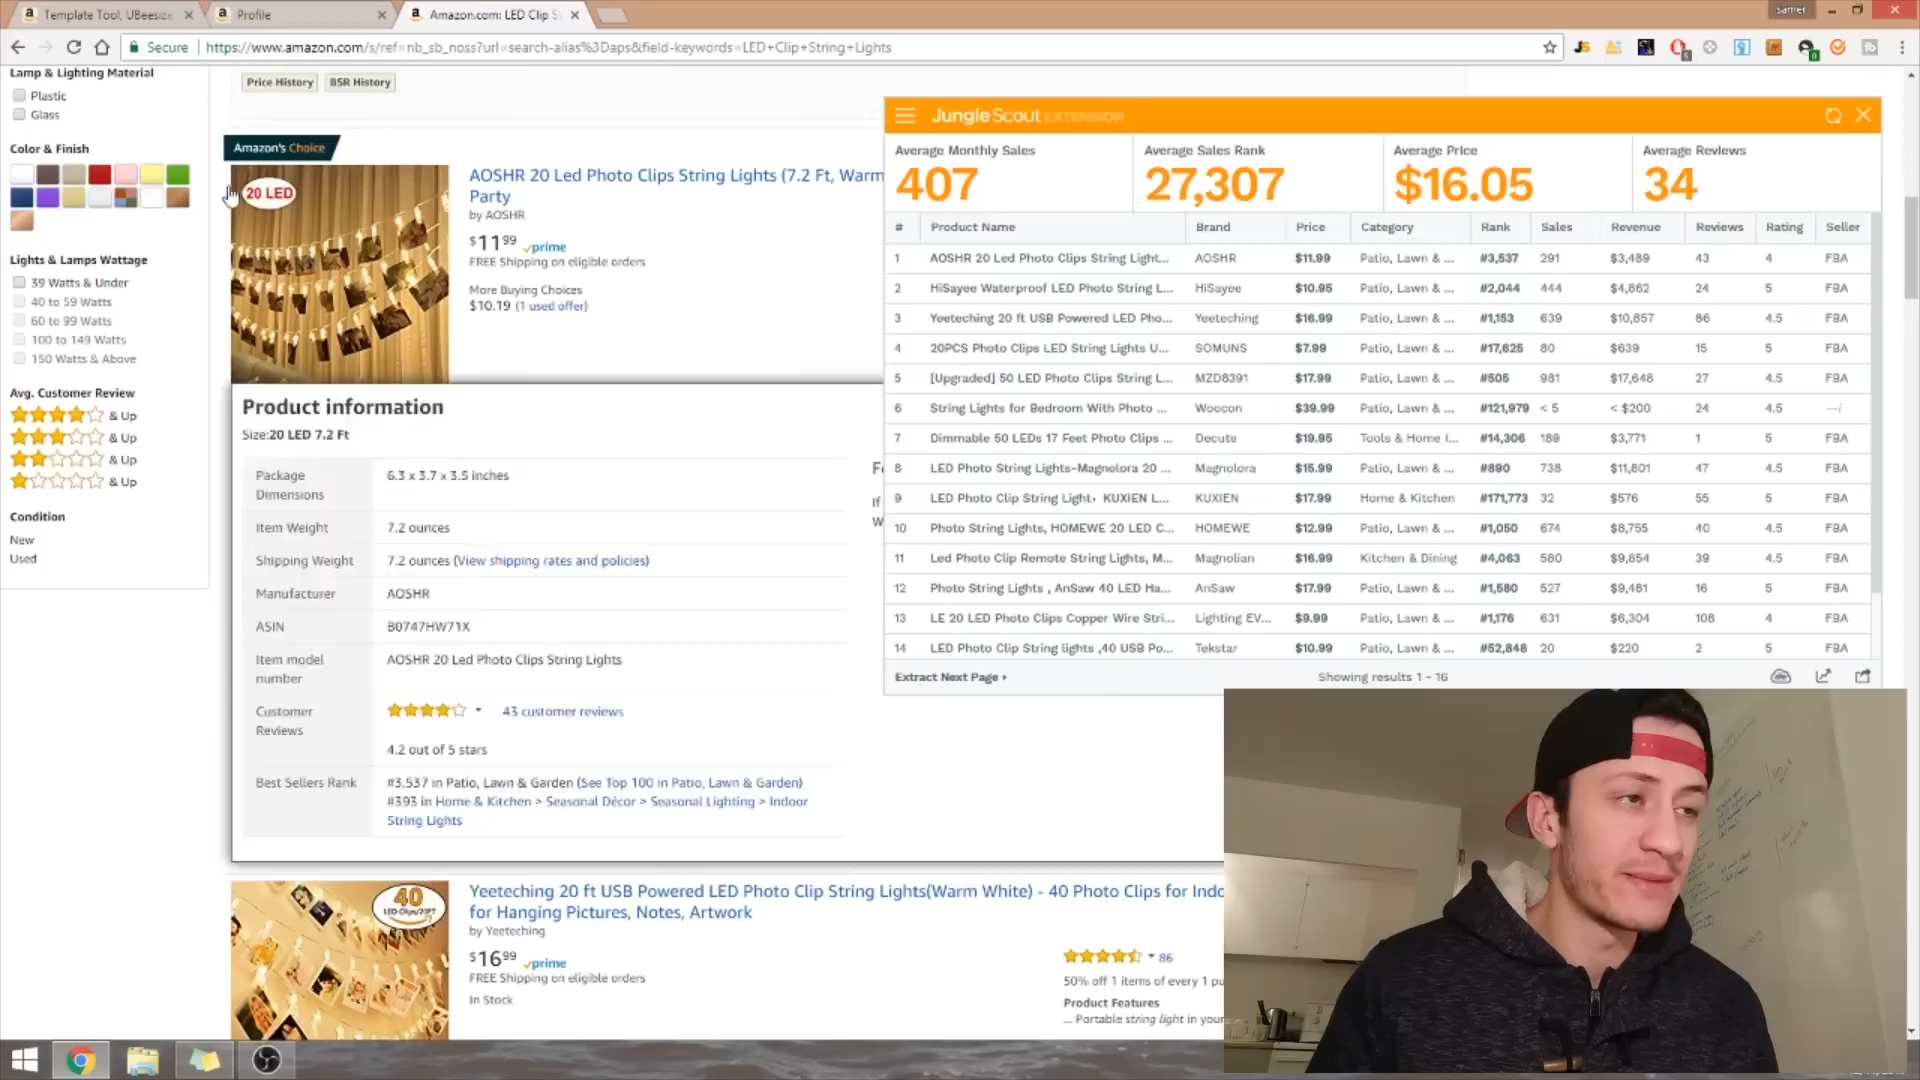 Template Tool, UBeesize
Profile
Amazon.com: LED Clip S
samer
Secure
https://www.amazon.com/s/ref=nb_sb_noss?url=search-alias%3Daps&field-keywords=LED+Clip+String+Lights
Lamp & Lighting Material
Plastic
Glass
Color & Finish
Lights & Lamps Wattage
39 Watts & Under
40 to 59 Watts
60 to 99 Watts
100 to 149 Watts
150 Watts & Above
Avg. Customer Review
& Up
& Up
& Up
& Up
Condition
New
Used
Price History
BSR History
Amazon's Choice
20 LED
AOSHR 20 Led Photo Clips String Lights (7.2 Ft, Warm
Party
by AOSHR
$11 99 prime
FREE Shipping on eligible orders
More Buying Choices
$10.19 (1 used offer)
Product information
Size:20 LED 7.2 Ft
Package Dimensions 6.3 x 3.7 x 3.5 inches
Item Weight 7.2 ounces
Shipping Weight 7.2 ounces (View shipping rates and policies)
Manufacturer AOSHR
ASIN B0747HW71X
Item model number AOSHR 20 Led Photo Clips String Lights
Customer Reviews 43 customer reviews
4.2 out of 5 stars
Best Sellers Rank #3,537 in Patio, Lawn & Garden (See Top 100 in Patio, Lawn & Garden)
#393 in Home & Kitchen > Seasonal Décor > Seasonal Lighting > Indoor
String Lights
If
40
LED Clips/20FT
Yeeteching 20 ft USB Powered LED Photo Clip String Lights(Warm White) - 40 Photo Clips for Indo
for Hanging Pictures, Notes, Artwork
by Yeeteching
$16 99 prime
FREE Shipping on eligible orders
In Stock
86
50% off 1 items of every 1 pu
Product Features
... Portable string light in your
Jungle Scout EXTENSION
Average Monthly Sales
407
Average Sales Rank
27,307
Average Price
$16.05
Average Reviews
34
# Product Name Brand Price Category Rank Sales Revenue Reviews Rating Seller
1 AOSHR 20 Led Photo Clips String Light... AOSHR $11.99 Patio, Lawn & ... #3,537 291 $3,489 43 4 FBA
2 HiSayee Waterproof LED Photo String L... HiSayee $10.95 Patio, Lawn & ... #2,044 444 $4,862 24 5 FBA
3 Yeeteching 20 ft USB Powered LED Pho... Yeeteching $16.99 Patio, Lawn & ... #1,153 639 $10,857 86 4.5 FBA
4 20PCS Photo Clips LED String Lights U... SOMUNS $7.99 Patio, Lawn & ... #17,625 80 $639 15 5 FBA
5 [Upgraded] 50 LED Photo Clips String L... MZD8391 $17.99 Patio, Lawn & ... #505 981 $17,648 27 4.5 FBA
6 String Lights for Bedroom With Photo ... Woocon $39.99 Patio, Lawn & ... #121,979 < 5 < $200 24 4.5
7 Dimmable 50 LEDs 17 Feet Photo Clips ... Decute $19.95 Tools & Home I... #14,306 189 $3,771 1 5 FBA
8 LED Photo String Lights-Magnolora 20 ... Magnolora $15.99 Patio, Lawn & ... #890 738 $11,801 47 4.5 FBA
9 LED Photo Clip String Light, KUXIEN L... KUXIEN $17.99 Home & Kitchen #171,773 32 $576 55 5 FBA
10 Photo String Lights, HOMEWE 20 LED C... HOMEWE $12.99 Patio, Lawn & ... #1,050 674 $8,755 40 4.5 FBA
11 Led Photo Clip Remote String Lights, M... Magnolian $16.99 Kitchen & Dining #4,063 580 $9,854 39 4.5 FBA
12 Photo String Lights , AnSaw 40 LED Ha... AnSaw $17.99 Patio, Lawn & ... #1,580 527 $9,481 16 5 FBA
13 LE 20 LED Photo Clips Copper Wire Stri... Lighting EV... $9.99 Patio, Lawn & ... #1,176 631 $6,304 108 4 FBA
14 LED Photo Clip String lights ,40 USB Po... Tekstar $10.99 Patio, Lawn & ... #52,848 20 $220 2 5 FBA
Extract Next Page
Showing results 1 - 16